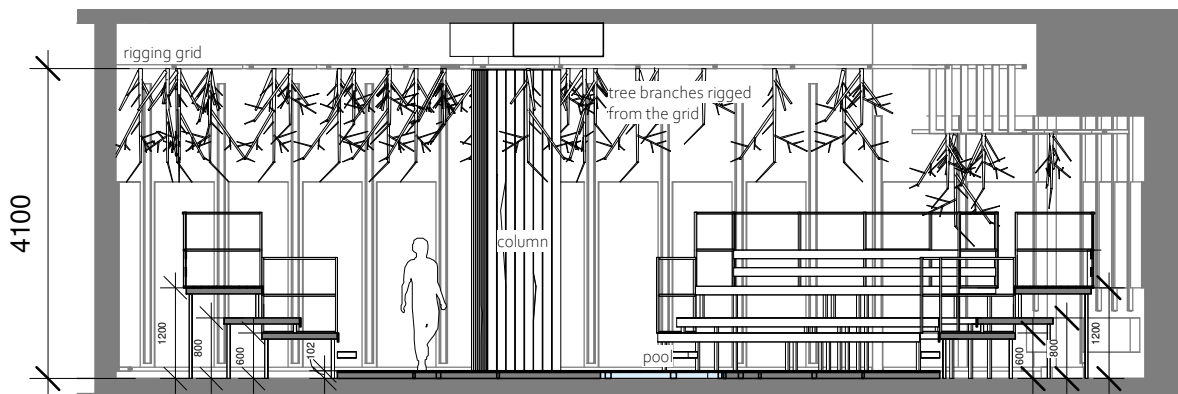 rigging grid
tree branches rigged
from the grid
4100
column
pool
1200
800
600
102
600
800
1200